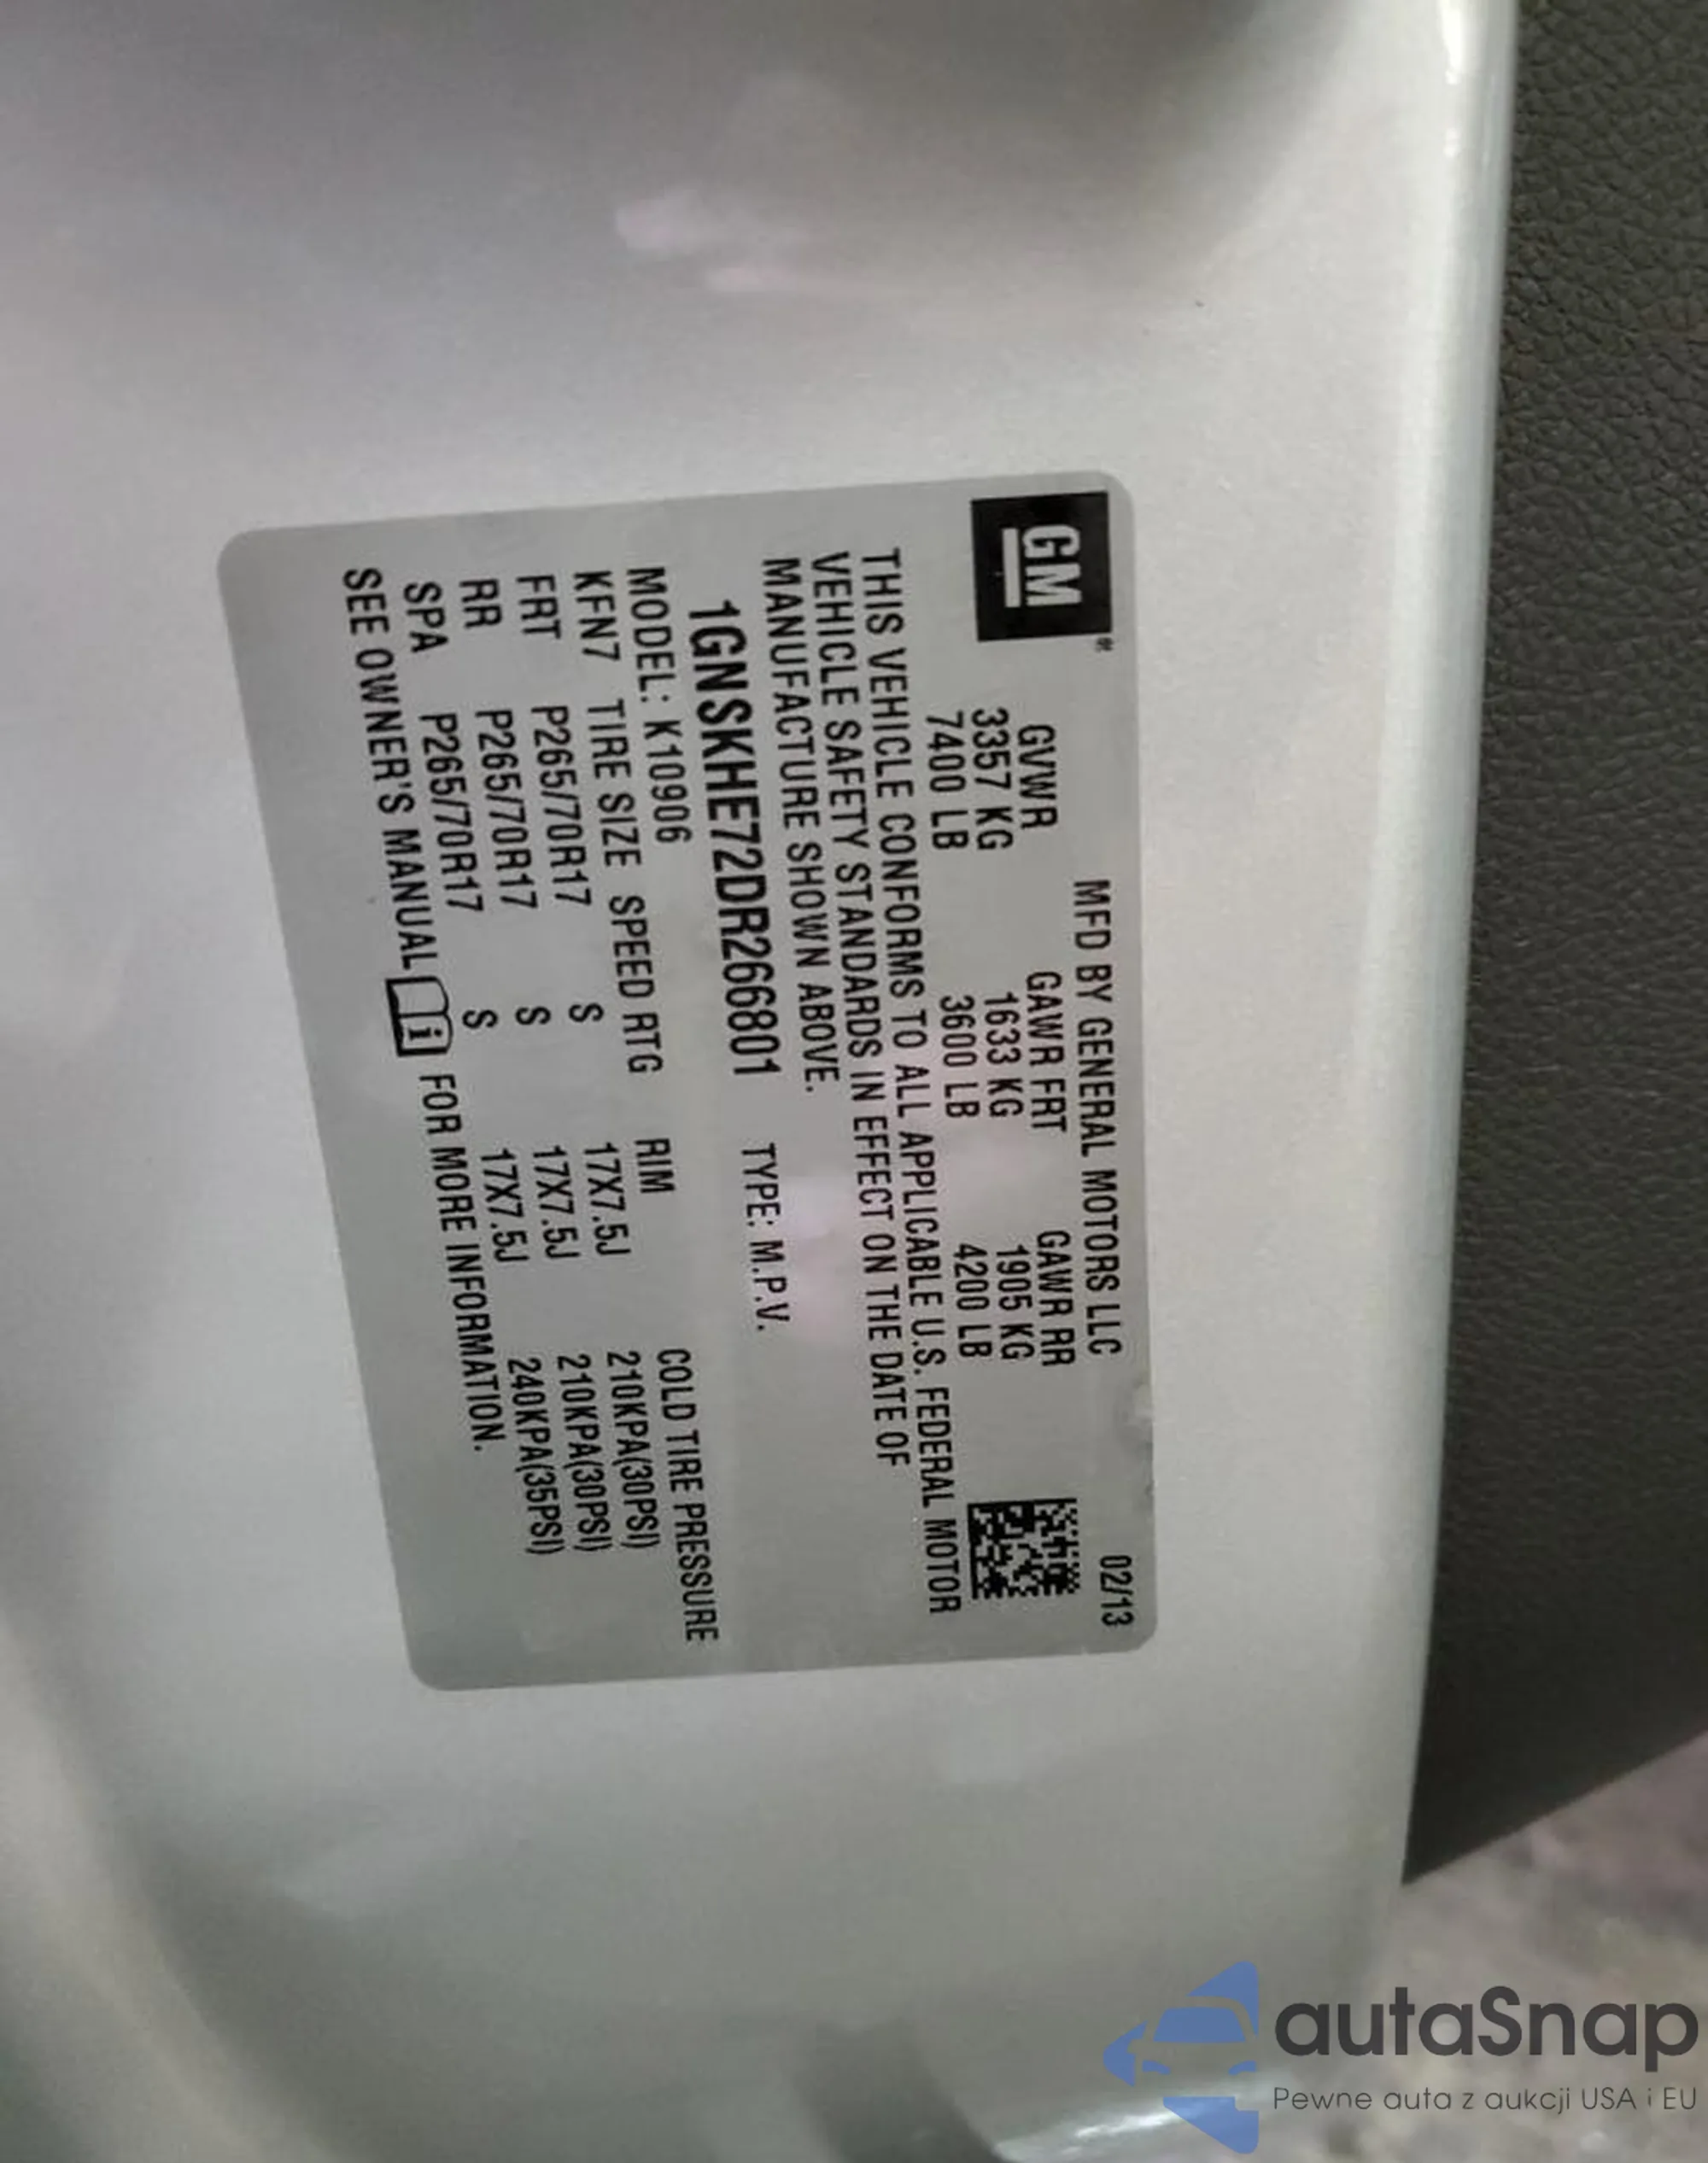 GM
MFD BY GENERAL MOTORS LLC 02/13
GVWR GAWR FRT GAWR RR
3357 KG 1633 KG 1905 KG
7400 LB 3600 LB 4200 LB
THIS VEHICLE CONFORMS TO ALL APPLICABLE U.S. FEDERAL MOTOR
VEHICLE SAFETY STANDARDS IN EFFECT ON THE DATE OF
MANUFACTURE SHOWN ABOVE.
1GNSKHE72DR266801 TYPE: M.P.V.
MODEL: K10906
KFN7 TIRE SIZE SPEED RTG RIM COLD TIRE PRESSURE
FRT P265/70R17 S 17X7.5J 210KPA(30PSI)
RR P265/70R17 S 17X7.5J 210KPA(30PSI)
SPA P265/70R17 S 17X7.5J 240KPA(35PSI)
SEE OWNER'S MANUAL i FOR MORE INFORMATION.
autaSnap
Pewne auta z aukcji USA i EU